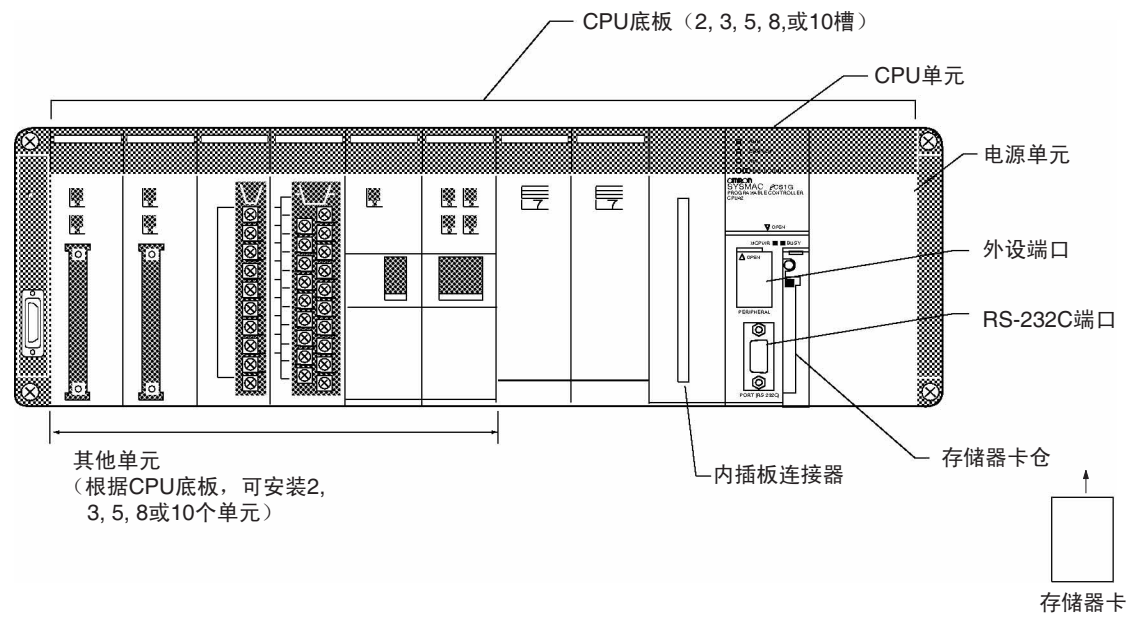 CPU底板（2, 3, 5, 8,或10槽）
CPU单元
电源单元
OMRON
SYSMAC
PROGRAMMABLE CONTROLLER
CPU42
OPEN
BUSY
OPEN
外设端口
PERIPHERAL
RS-232C端口
PORT (RS 232C)
其他单元
（根据CPU底板，可安装2,
3, 5, 8或10个单元）
内插板连接器
存储器卡仓
存储器卡